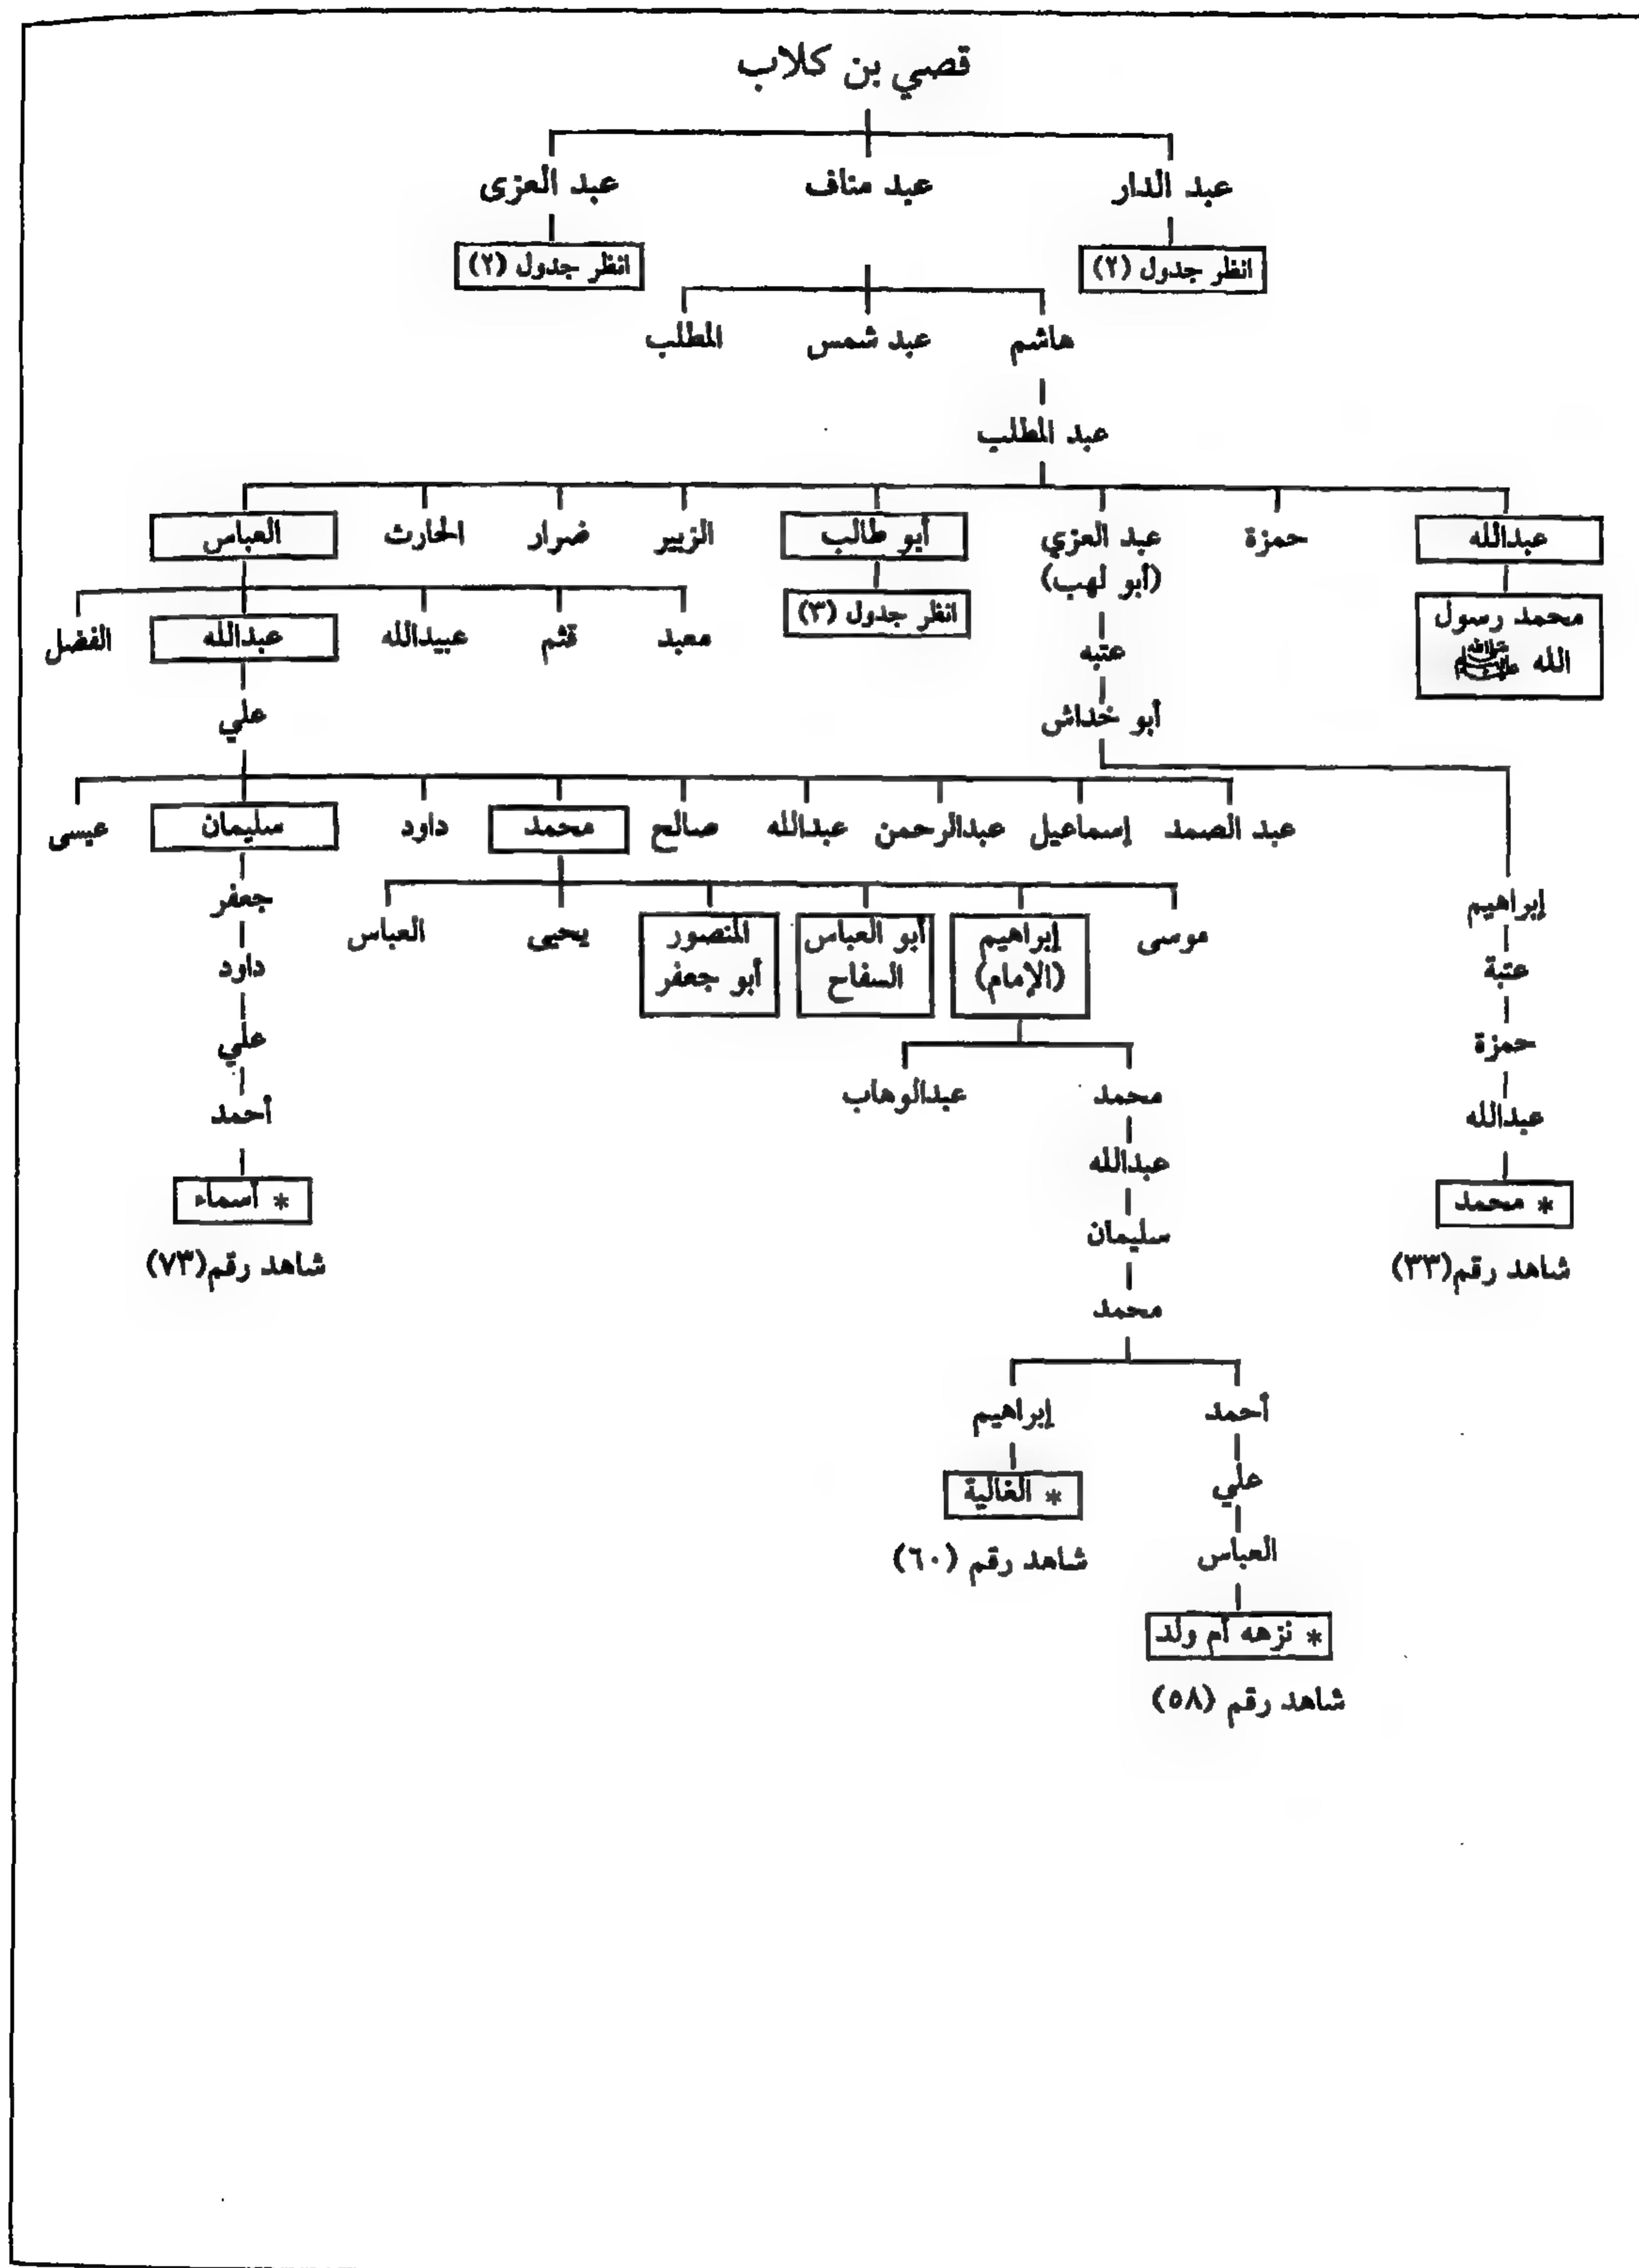 قصي بن كلاب
عبد الدار عبد مناف عبد العزى
انظر جدول (٢) انظر جدول (٢)
هاشم عبد شمس المطلب
عبد المطلب
عبدالله حمزة عبد العزي أبو طالب الزبير ضرار الحارث العباس
(أبو لهب) انظر جدول (٣)
محمد رسول
الله ﷺ
عتبه معبد قثم عبيدالله عبدالله الفضل
أبو خداش علي
عبد الصمد إسماعيل عبدالرحمن عبدالله صالح محمد داود سليمان عيسى
إبراهيم جعفر
موسى إبراهيم أبو العباس المنصور يحيى العباس
(الإمام) السفاح أبو جعفر
عتبة داود
حمزة علي
محمد عبدالوهاب
عبدالله أحمد
عبدالله
* محمد * أسماء
سليمان
شاهد رقم(٣٣) شاهد رقم(٧٣)
محمد
أحمد إبراهيم
علي * الغالية
العباس شاهد رقم (٦٠)
* نزهه أم ولد
شاهد رقم (٥٨)